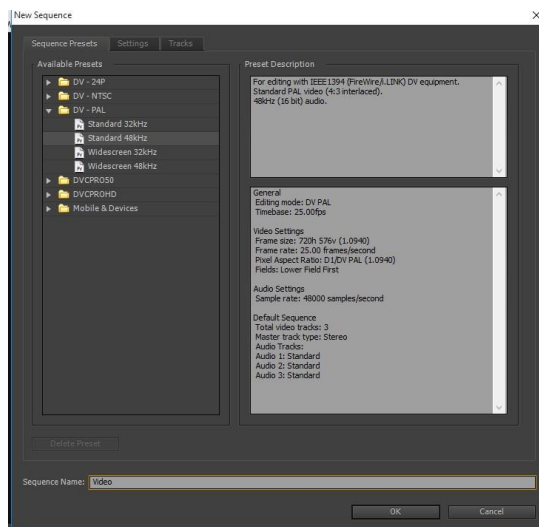 New Sequence
Sequence Presets Settings Tracks
Available Presets
DV - 24P
DV - NTSC
DV - PAL
Standard 32kHz
Standard 48kHz
Widescreen 32kHz
Widescreen 48kHz
DVCPRO50
DVCPROHD
Mobile & Devices
Preset Description
For editing with IEEE1394 (FireWire/i.LINK) DV equipment.
Standard PAL video (4:3 interlaced).
48kHz (16 bit) audio.
General
Editing mode: DV PAL
Timebase: 25.00fps
Video Settings
Frame size: 720h 576v (1.0940)
Frame rate: 25.00 frames/second
Pixel Aspect Ratio: D1/DV PAL (1.0940)
Fields: Lower Field First
Audio Settings
Sample rate: 48000 samples/second
Default Sequence
Total video tracks: 3
Master track type: Stereo
Audio Tracks:
Audio 1: Standard
Audio 2: Standard
Audio 3: Standard
Delete Preset
Sequence Name: Video
OK Cancel